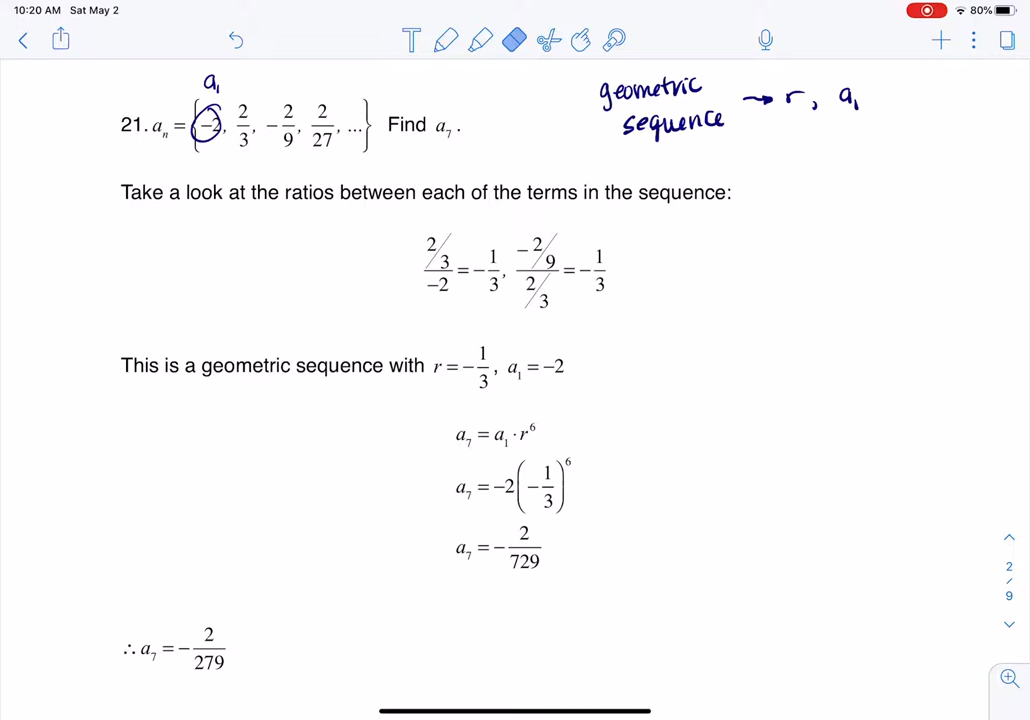 10:20 AM Sat May 2 80%
T
a₁
geometric sequence → r, a₁
21. aₙ = {-2, 2/3, -2/9, 2/27, ...} Find a₇.
Take a look at the ratios between each of the terms in the sequence:
(2/3)/-2 = -1/3, (-2/9)/(2/3) = -1/3
This is a geometric sequence with r = -1/3, a₁ = -2
a₇ = a₁ · r⁶
a₇ = -2(-1/3)⁶
a₇ = -2/729
2/9
∴ a₇ = -2/279